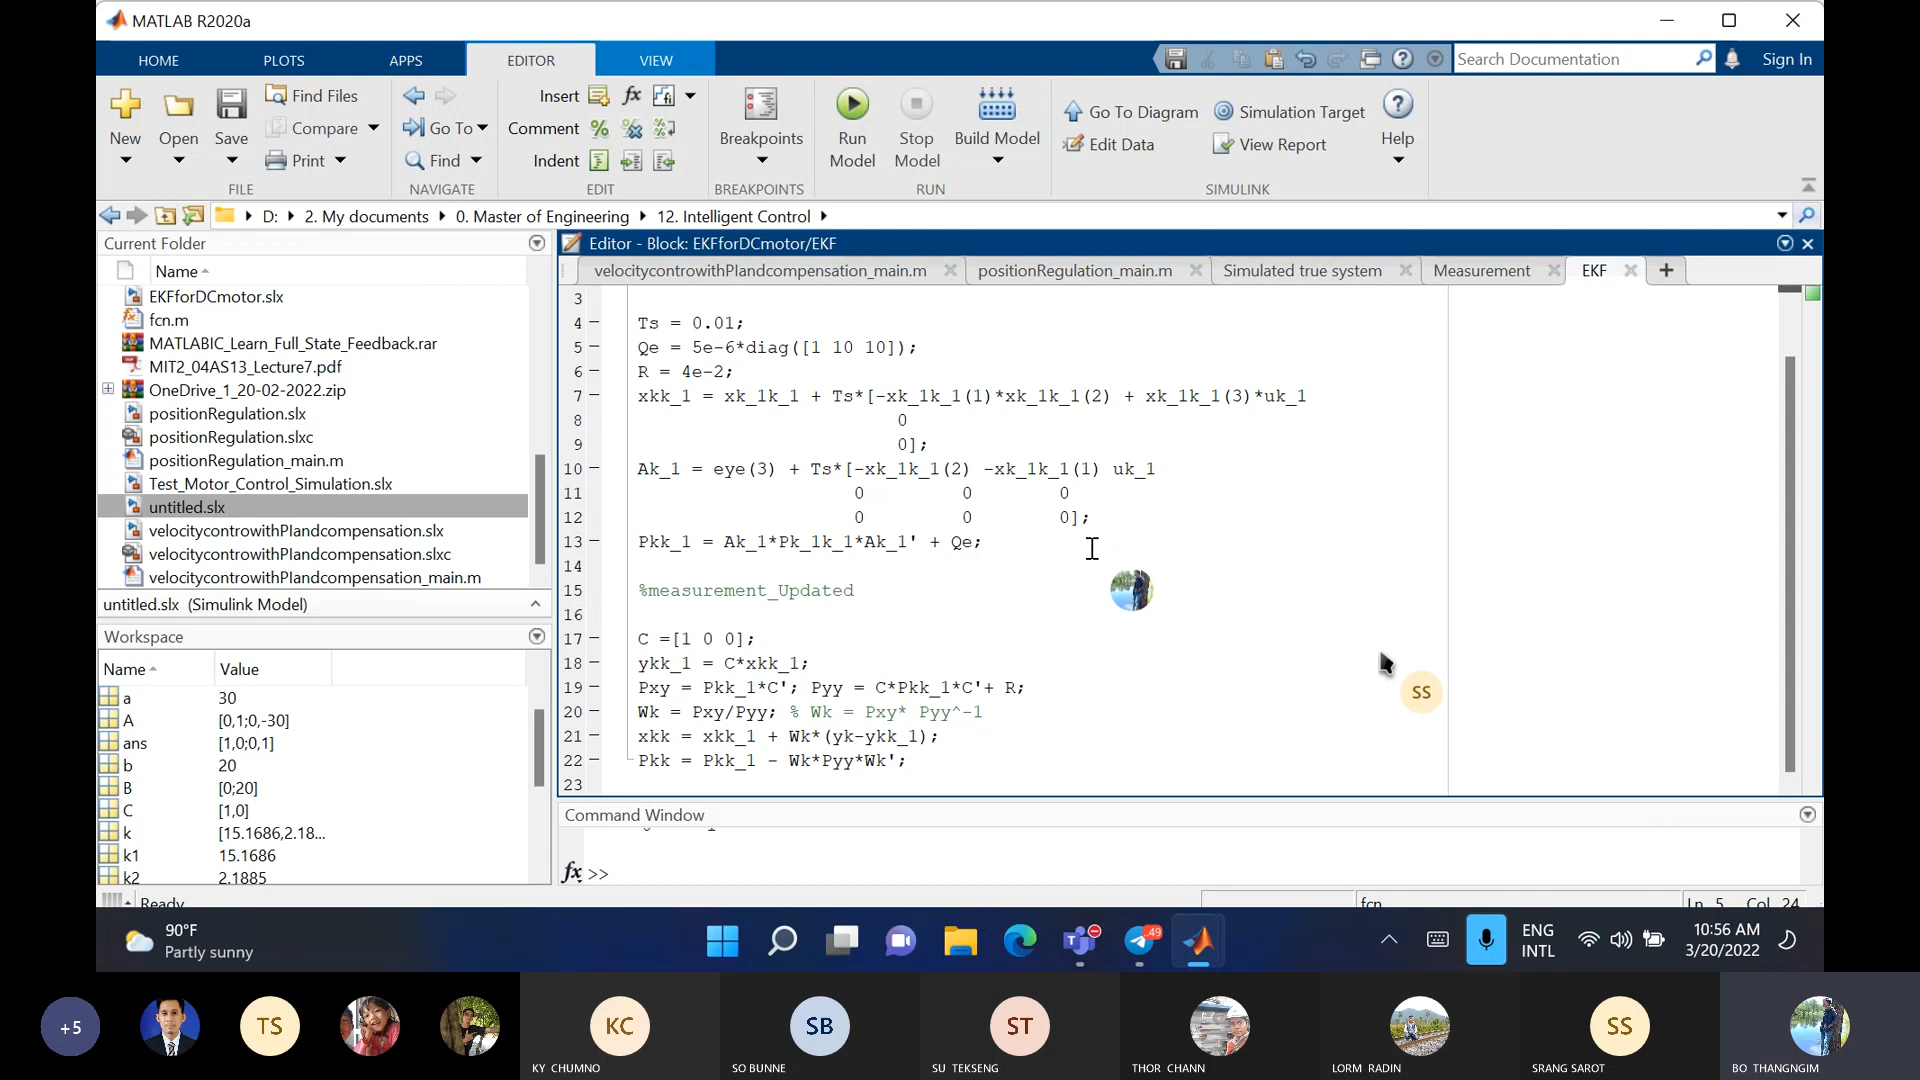 MATLAB R2020a
HOME PLOTS APPS EDITOR VIEW
Search Documentation
Sign In
New
Open
Save
Find Files
Compare
Print
FILE
Go To
Find
NAVIGATE
Insert
fx
Comment
Indent
EDIT
Breakpoints
BREAKPOINTS
Run Model
Stop Model
Build Model
RUN
Go To Diagram
Simulation Target
Edit Data
View Report
SIMULINK
Help
D: 2. My documents 0. Master of Engineering 12. Intelligent Control
Current Folder
Name
EKFforDCmotor.slx
fcn.m
MATLABIC_Learn_Full_State_Feedback.rar
MIT2_04AS13_Lecture7.pdf
OneDrive_1_20-02-2022.zip
positionRegulation.slx
positionRegulation.slxc
positionRegulation_main.m
Test_Motor_Control_Simulation.slx
untitled.slx
velocitycontrowithPIandcompensation.slx
velocitycontrowithPIandcompensation.slxc
velocitycontrowithPIandcompensation_main.m
untitled.slx (Simulink Model)
Workspace
Name Value
a 30
A [0,1;0,-30]
ans [1,0;0,1]
b 20
B [0;20]
C [1,0]
k [15.1686,2.18...
k1 15.1686
k2 2.1885
Ready
Editor - Block: EKFforDCmotor/EKF
velocitycontrowithPIandcompensation_main.m positionRegulation_main.m Simulated true system Measurement EKF
3
4 Ts = 0.01;
5 Qe = 5e-6*diag([1 10 10]);
6 R = 4e-2;
7 xkk_1 = xk_1k_1 + Ts*[-xk_1k_1(1)*xk_1k_1(2) + xk_1k_1(3)*uk_1
8 0
9 0];
10 Ak_1 = eye(3) + Ts*[-xk_1k_1(2) -xk_1k_1(1) uk_1
11 0 0 0
12 0 0 0];
13 Pkk_1 = Ak_1*Pk_1k_1*Ak_1' + Qe;
14
15 %measurement_Updated
16
17 C =[1 0 0];
18 ykk_1 = C*xkk_1;
19 Pxy = Pkk_1*C'; Pyy = C*Pkk_1*C'+ R;
20 Wk = Pxy/Pyy; % Wk = Pxy* Pyy^-1
21 xkk = xkk_1 + Wk*(yk-ykk_1);
22 Pkk = Pkk_1 - Wk*Pyy*Wk';
23
SS
Command Window
fx >>
fcn
Ln 5 Col 24
90°F
Partly sunny
49
ENG
INTL
10:56 AM
3/20/2022
+5
TS
KC
SB
ST
SS
KY CHUMNO
SO BUNNE
SU TEKSENG
THOR CHANN
LORM RADIN
SRANG SAROT
BO THANGNGIM